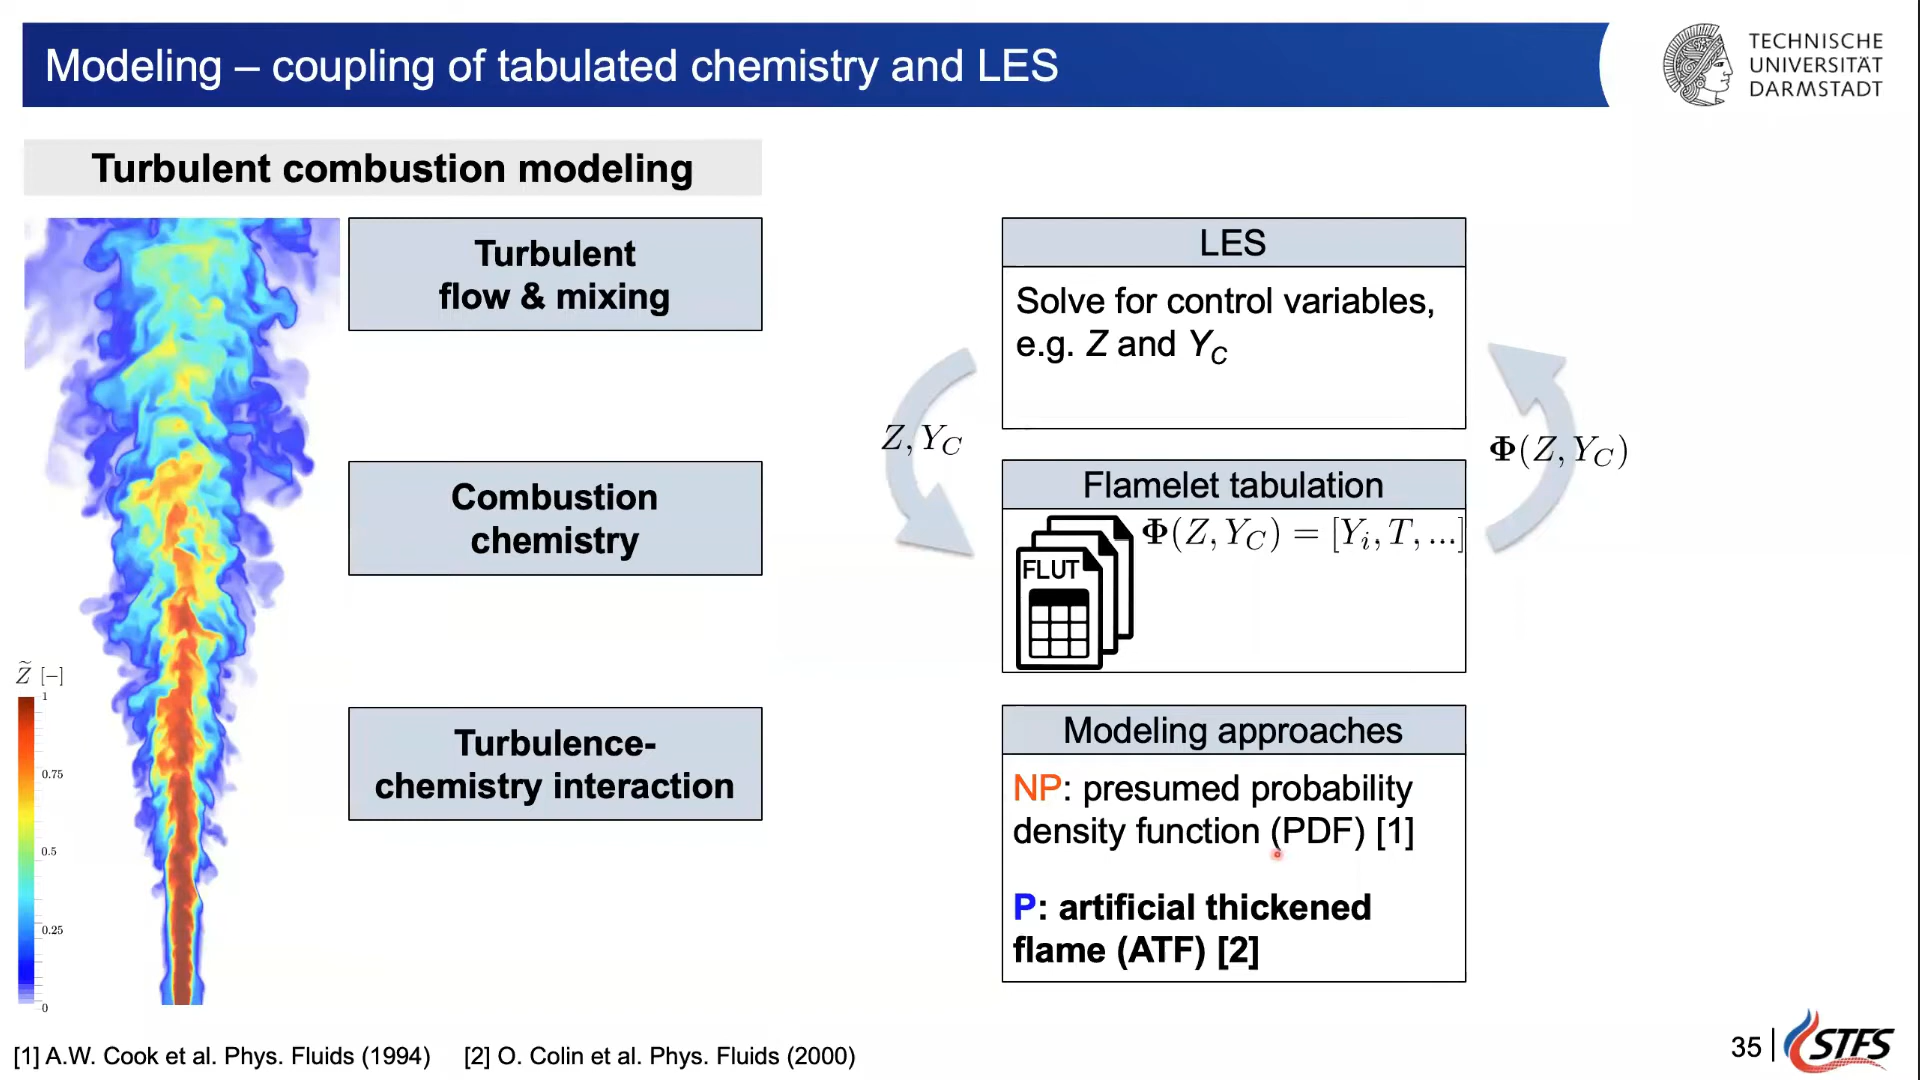 Modeling – coupling of tabulated chemistry and LES
TECHNISCHE
UNIVERSITÄT
DARMSTADT
Turbulent combustion modeling
Turbulent
flow & mixing
Combustion
chemistry
Turbulence-
chemistry interaction
Z̃ [−]
1
0.75
0.5
0.25
0
LES
Solve for control variables,
e.g. Z and Y_C
Z, Y_C
Φ(Z, Y_C)
Flamelet tabulation
Φ(Z, Y_C) = [Y_i, T, ...]
FLUT
Modeling approaches
NP: presumed probability
density function (PDF) [1]
P: artificial thickened
flame (ATF) [2]
[1] A.W. Cook et al. Phys. Fluids (1994) [2] O. Colin et al. Phys. Fluids (2000)
35
STFS